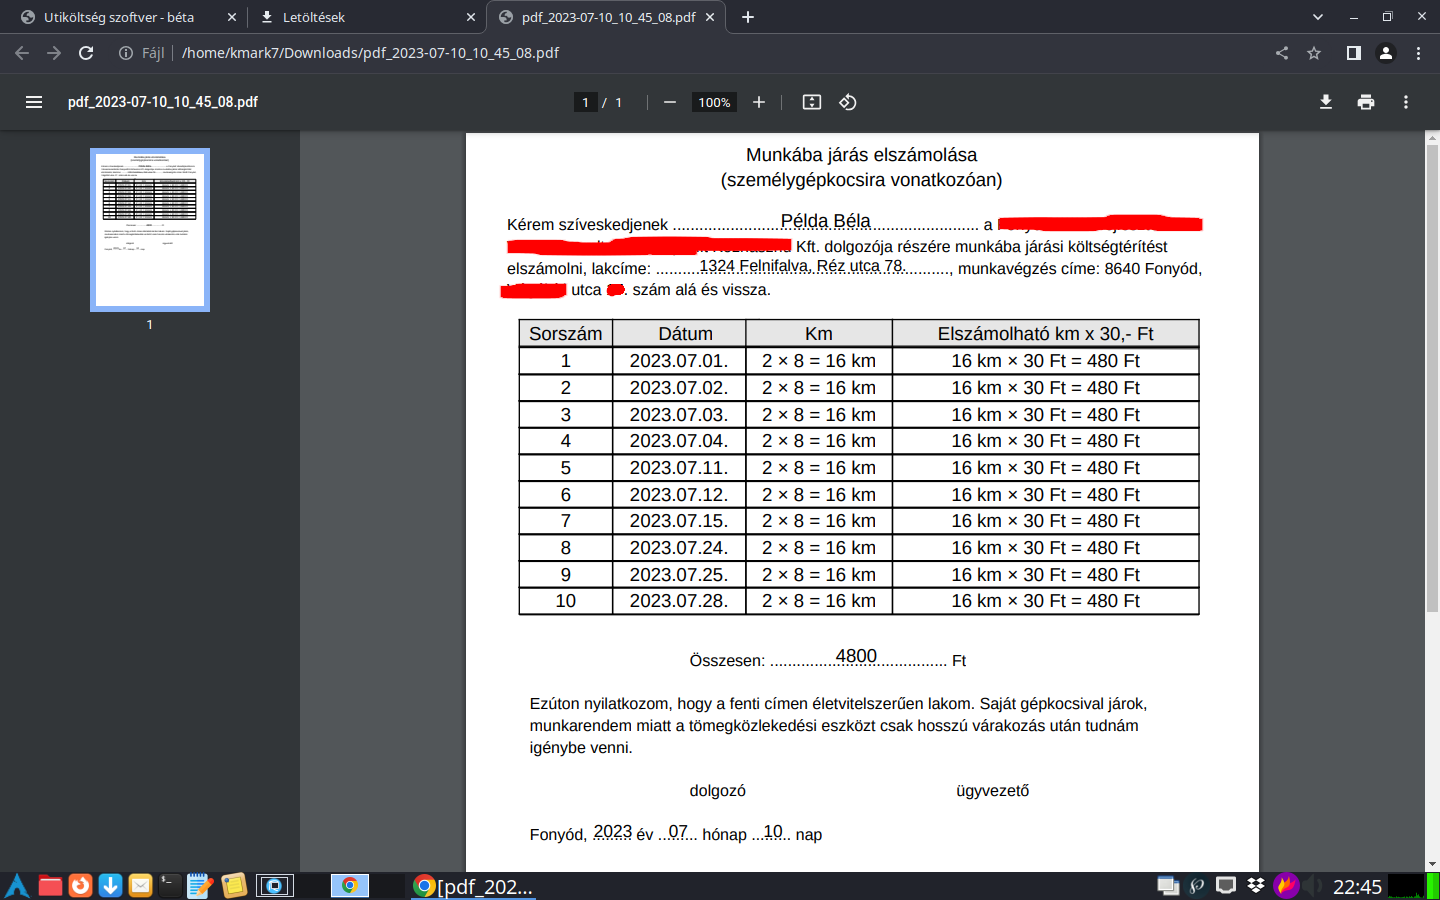 Utiköltség szoftver - béta
Letöltések
pdf_2023-07-10_10_45_08.pdf
Fájl
/home/kmark7/Downloads/pdf_2023-07-10_10_45_08.pdf
pdf_2023-07-10_10_45_08.pdf
1 / 1
100%
1
Munkába járás elszámolása
(személygépkocsira vonatkozóan)
Kérem szíveskedjenek .......... Példa Béla .......... a
Kft. dolgozója részére munkába járási költségtérítést
elszámolni, lakcíme: .......... 1324 Felnifalva, Réz utca 78. .........., munkavégzés címe: 8640 Fonyód,
utca . szám alá és vissza.
Sorszám Dátum Km Elszámolható km x 30,- Ft
1 2023.07.01. 2 × 8 = 16 km 16 km × 30 Ft = 480 Ft
2 2023.07.02. 2 × 8 = 16 km 16 km × 30 Ft = 480 Ft
3 2023.07.03. 2 × 8 = 16 km 16 km × 30 Ft = 480 Ft
4 2023.07.04. 2 × 8 = 16 km 16 km × 30 Ft = 480 Ft
5 2023.07.11. 2 × 8 = 16 km 16 km × 30 Ft = 480 Ft
6 2023.07.12. 2 × 8 = 16 km 16 km × 30 Ft = 480 Ft
7 2023.07.15. 2 × 8 = 16 km 16 km × 30 Ft = 480 Ft
8 2023.07.24. 2 × 8 = 16 km 16 km × 30 Ft = 480 Ft
9 2023.07.25. 2 × 8 = 16 km 16 km × 30 Ft = 480 Ft
10 2023.07.28. 2 × 8 = 16 km 16 km × 30 Ft = 480 Ft
Összesen: .......... 4800 .......... Ft
Ezúton nyilatkozom, hogy a fenti címen életvitelszerűen lakom. Saját gépkocsival járok,
munkarendem miatt a tömegközlekedési eszközt csak hosszú várakozás után tudnám
igénybe venni.
dolgozó ügyvezető
Fonyód, 2023 év ..07.. hónap ..10.. nap
[pdf_202...
22:45